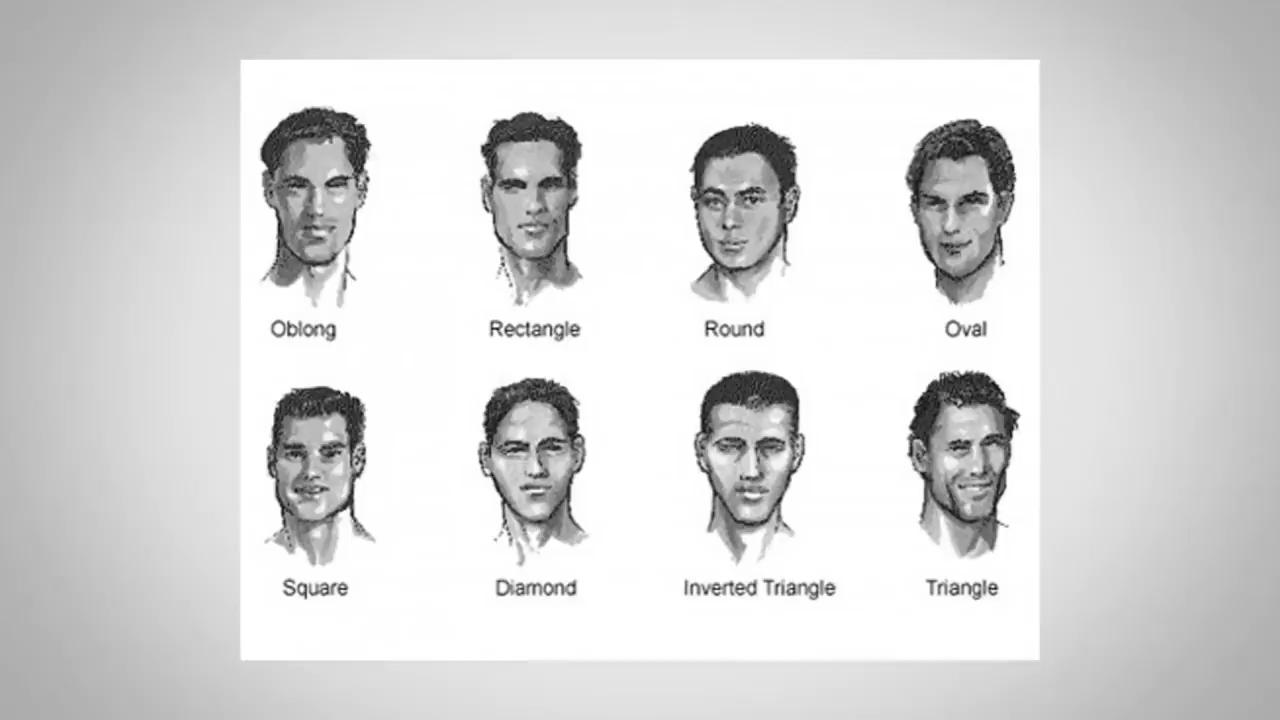 Oblong
Rectangle
Round
Oval
Square
Diamond
Inverted Triangle
Triangle